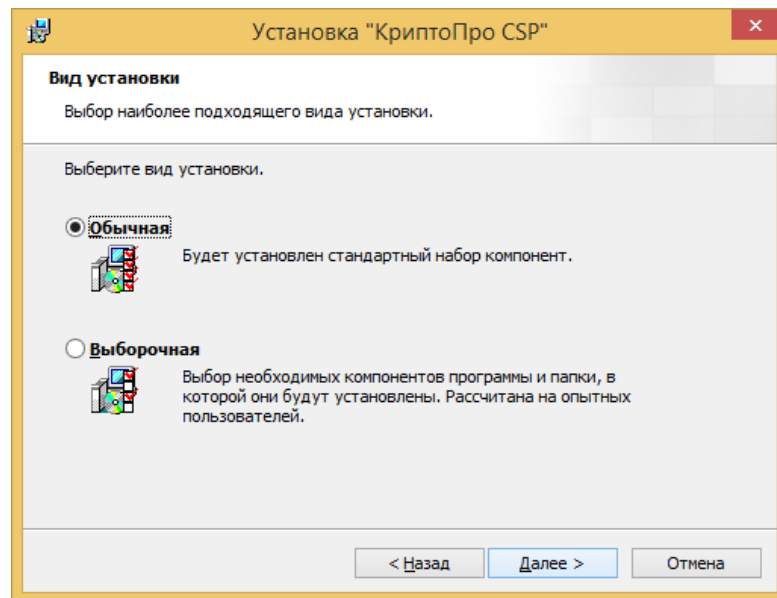 Установка "КриптоПро CSP"
Вид установки
Выбор наиболее подходящего вида установки.
Выберите вид установки.
Обычная
Будет установлен стандартный набор компонент.
Выборочная
Выбор необходимых компонентов программы и папки, в
которой они будут установлены. Рассчитана на опытных
пользователей.
< Назад
Далее >
Отмена